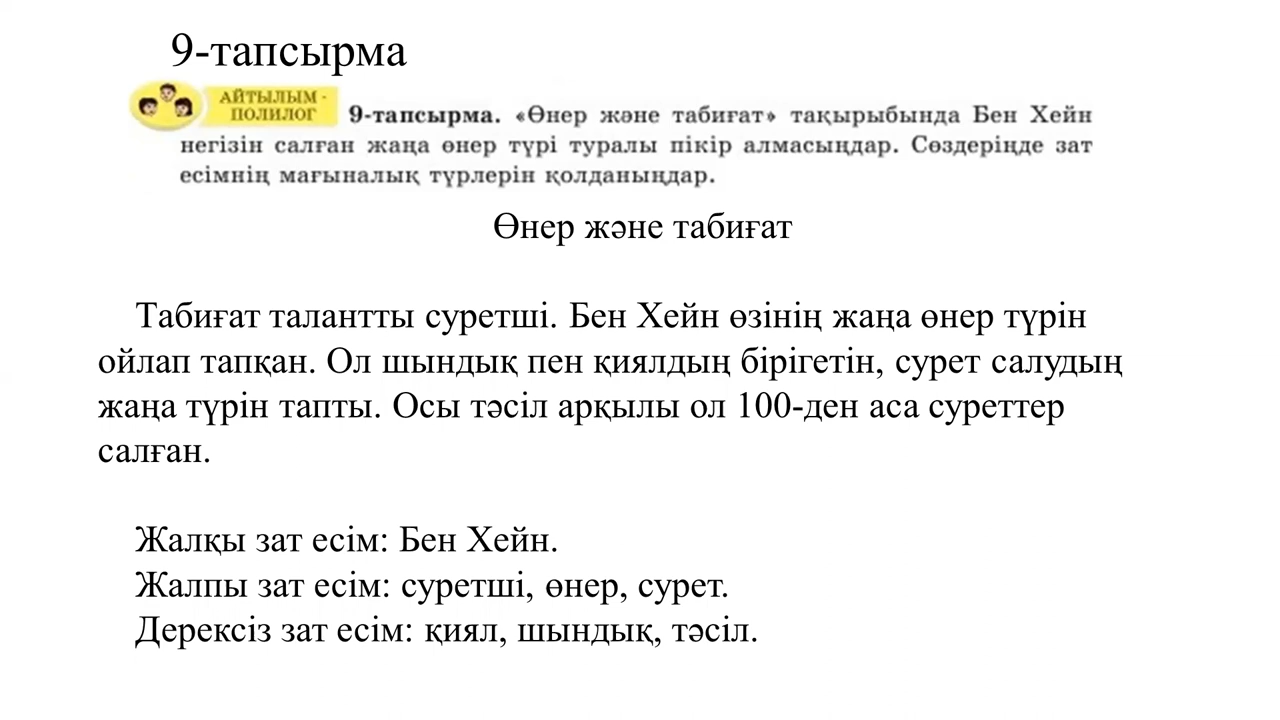 9-тапсырма
АЙТЫЛЫМ -
ПОЛИЛОГ
9-тапсырма. «Өнер және табиғат» тақырыбында Бен Хейн
негізін салған жаңа өнер түрі туралы пікір алмасыңдар. Сөздеріңде зат
есімнің мағыналық түрлерін қолданыңдар.
Өнер және табиғат
Табиғат талантты суретші. Бен Хейн өзінің жаңа өнер түрін
ойлап тапқан. Ол шындық пен қиялдың бірігетін, сурет салудың
жаңа түрін тапты. Осы тәсіл арқылы ол 100-ден аса суреттер
салған.
Жалқы зат есім: Бен Хейн.
Жалпы зат есім: суретші, өнер, сурет.
Дерексіз зат есім: қиял, шындық, тәсіл.